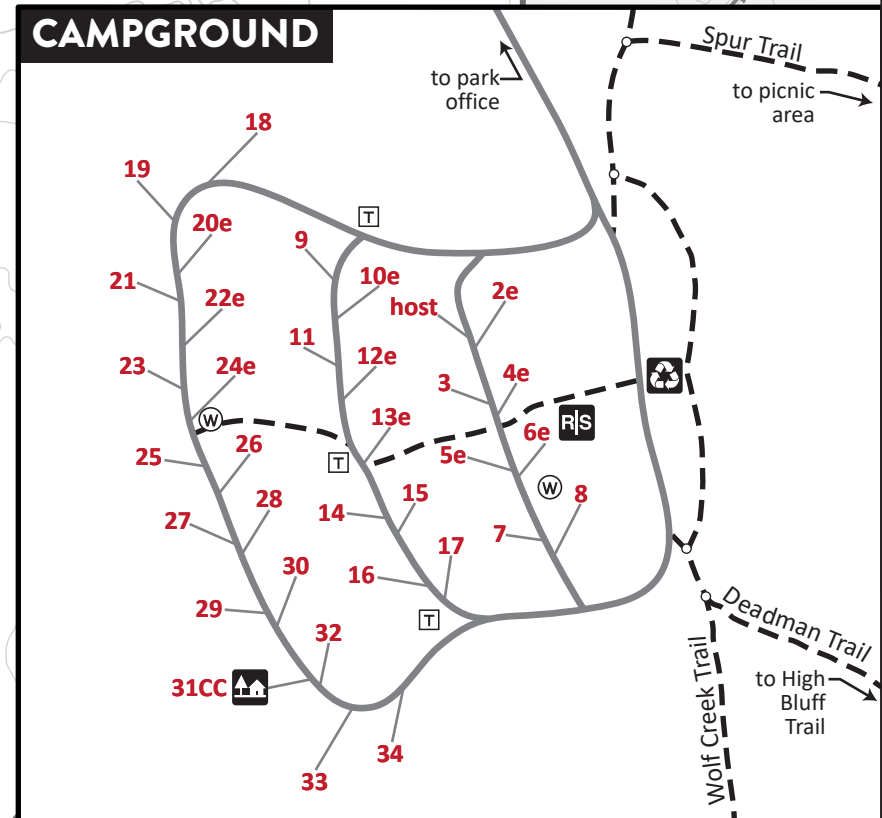 CAMPGROUND
Spur Trail
to park
office
to picnic
area
18
19
T
20e
9
10e
2e
21
22e
host
11
12e
23
24e
3
4e
13e
W
6e
R|S
26
5e
25
T
W
28
15
8
27
14
7
17
30
16
29
T
Deadman Trail
32
Wolf Creek Trail
to High
Bluff
Trail
31CC
34
33